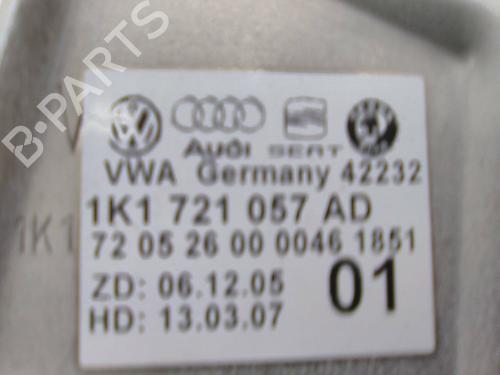 B-PARTS
Audi SEAT
VWA Germany 42232
1K1 721 057 AD
72 05 26 00 0046 1851
ZD: 06.12.05
HD: 13.03.07
01
1K1